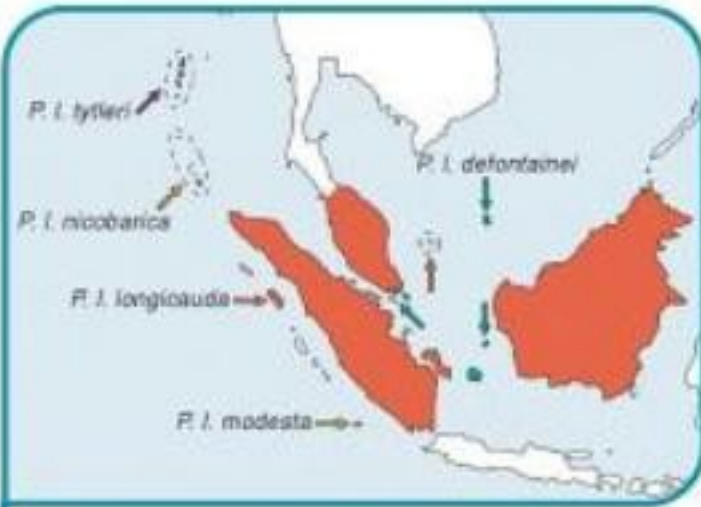 P. l. tytleri
P. l. defontainei
P. l. nicobarica
P. l. longicauda
P. l. modesta